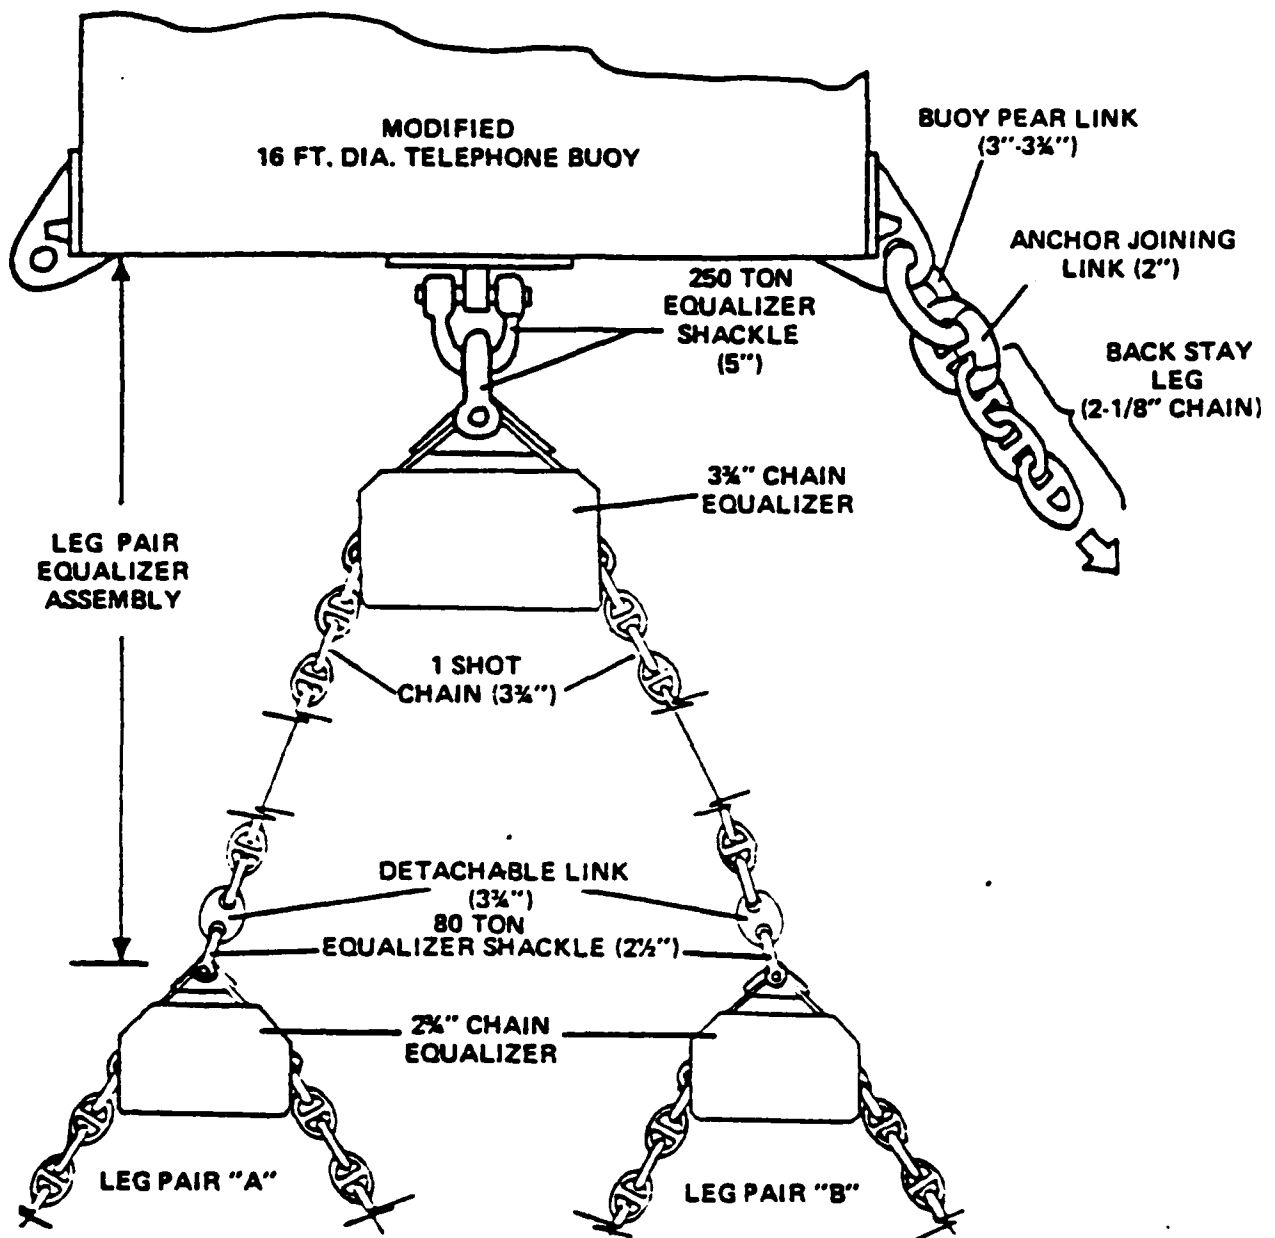 MODIFIED
16 FT. DIA. TELEPHONE BUOY
BUOY PEAR LINK
(3"-3¾")
ANCHOR JOINING
LINK (2")
250 TON
EQUALIZER
SHACKLE
(5")
BACK STAY
LEG
(2-1/8" CHAIN)
3¾" CHAIN
EQUALIZER
LEG PAIR
EQUALIZER
ASSEMBLY
1 SHOT
CHAIN (3¾")
DETACHABLE LINK
(3¾")
80 TON
EQUALIZER SHACKLE (2½")
2¾" CHAIN
EQUALIZER
LEG PAIR "A"
LEG PAIR "B"